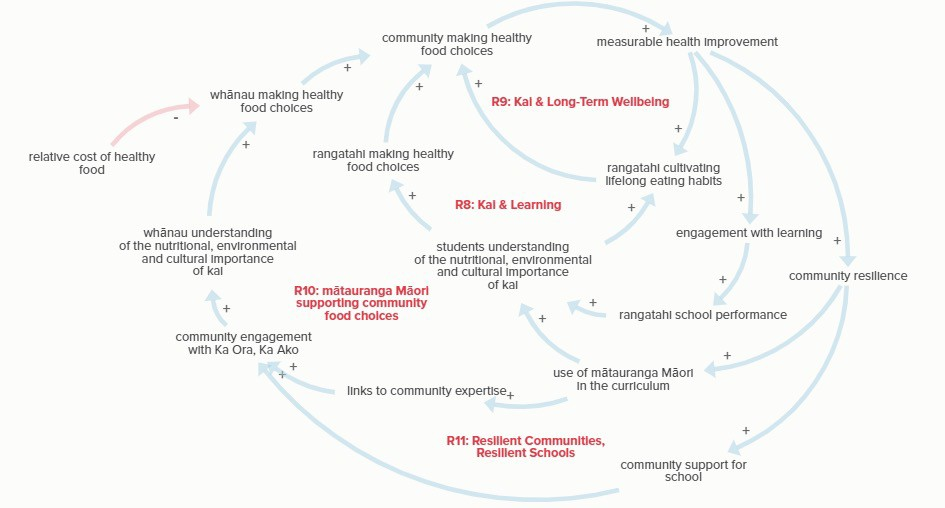 community making healthy
food choices
+
measurable health improvement
+
whānau making healthy
food choices
-
+
+
R9: Kai & Long-Term Wellbeing
+
relative cost of healthy
food
+
rangatahi making healthy
food choices
rangatahi cultivating
lifelong eating habits
+
+
R8: Kai & Learning
+
whānau understanding
of the nutritional, environmental
and cultural importance
of kai
students understanding
of the nutritional, environmental
and cultural importance
of kai
engagement with learning
+
community resilience
+
R10: mātauranga Māori
supporting community
food choices
+
+
rangatahi school performance
+
community engagement
with Ka Ora, Ka Ako
+
+
+
use of mātauranga Māori
in the curriculum
links to community expertise
+
+
R11: Resilient Communities,
Resilient Schools
community support for
school